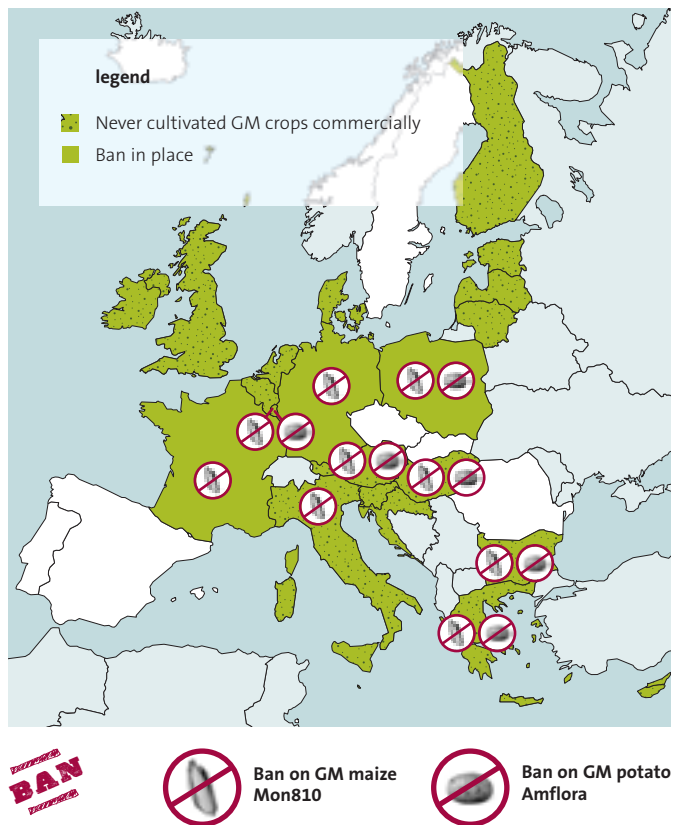 legend
Never cultivated GM crops commercially
Ban in place
BAN
Ban on GM maize
Mon810
Ban on GM potato
Amflora